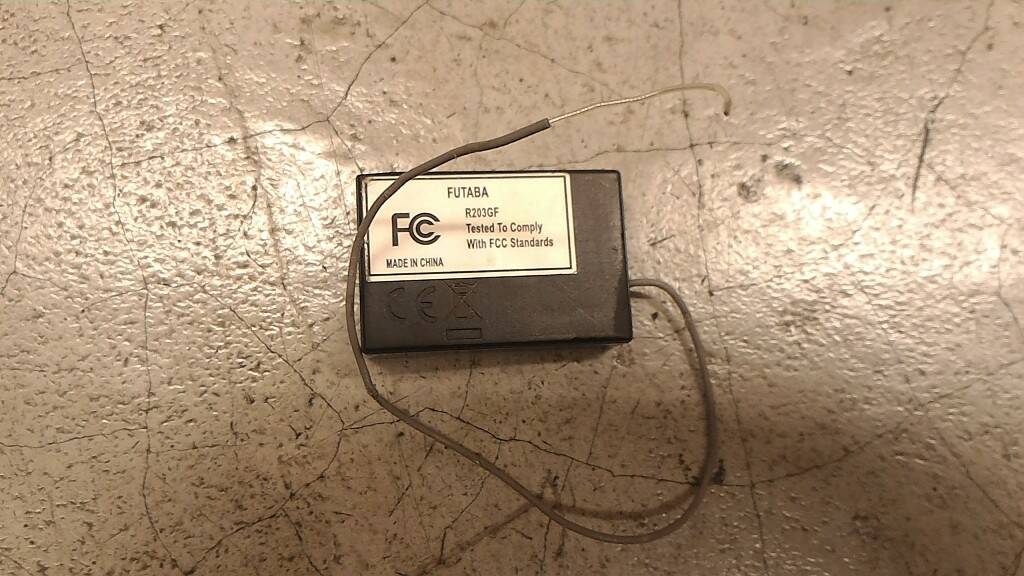 FUTABA
FC
R203GF
Tested To Comply
With FCC Standards
MADE IN CHINA
CE